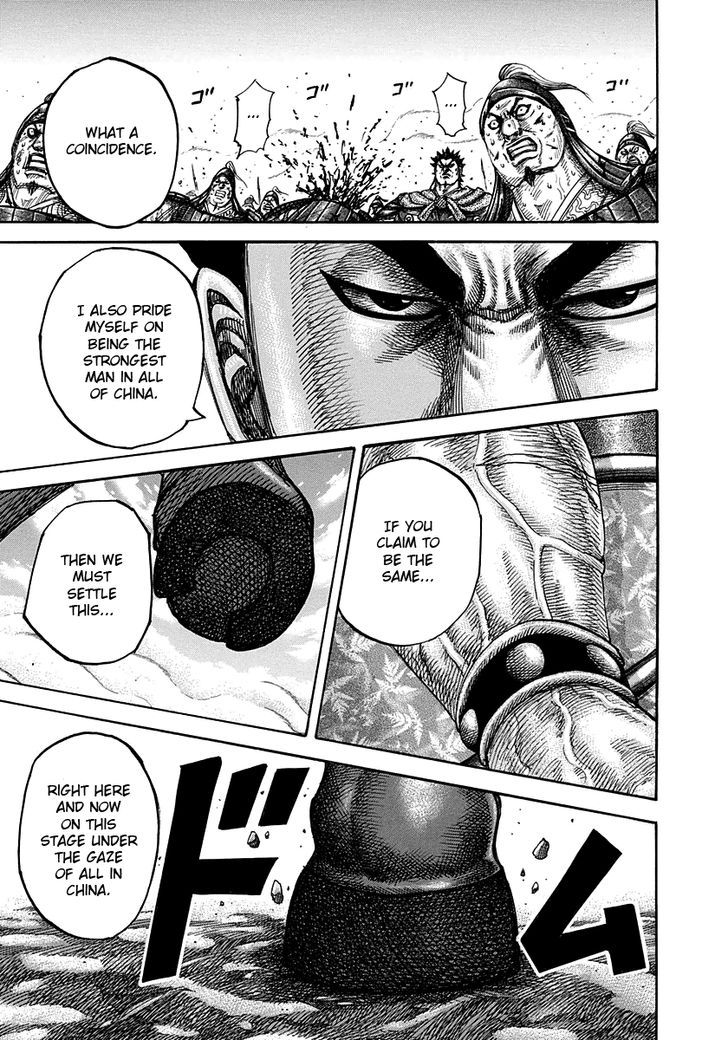 ゴ
...
ゴ
...
ゴ
WHAT A
COINCIDENCE.
I ALSO PRIDE
MYSELF ON
BEING THE
STRONGEST
MAN IN ALL
OF CHINA.
IF YOU
CLAIM TO
BE THE
SAME...
THEN WE
MUST
SETTLE
THIS...
ドム
RIGHT HERE
AND NOW
ON THIS
STAGE UNDER
THE GAZE
OF ALL IN
CHINA.